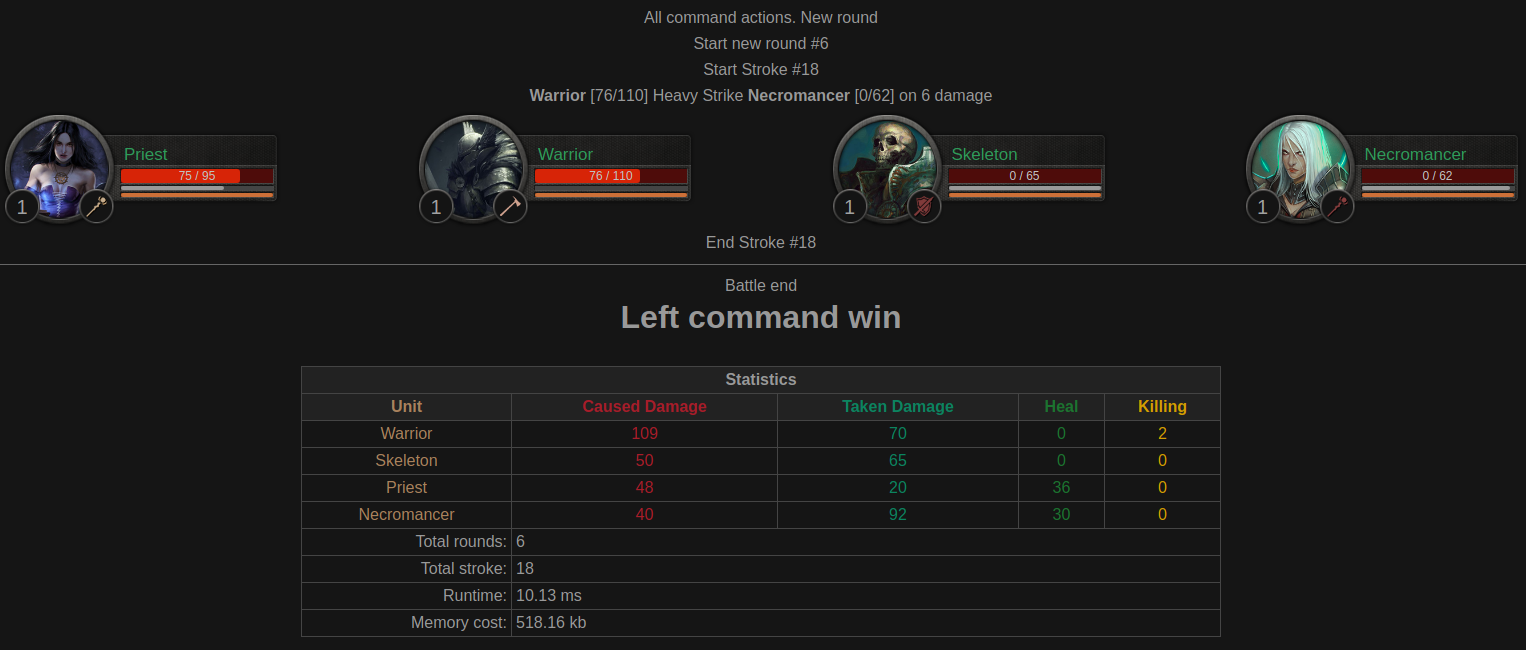 All command actions. New round
Start new round #6
Start Stroke #18
Warrior [76/110] Heavy Strike Necromancer [0/62] on 6 damage
Priest Warrior Skeleton Necromancer
75 / 95 76 / 110 0 / 65 0 / 62
1 1 1 1
End Stroke #18
Battle end
Left command win
Statistics
Unit Caused Damage Taken Damage Heal Killing
Warrior 109 70 0 2
Skeleton 50 65 0 0
Priest 48 20 36 0
Necromancer 40 92 30 0
Total rounds: 6
Total stroke: 18
Runtime: 10.13 ms
Memory cost: 518.16 kb